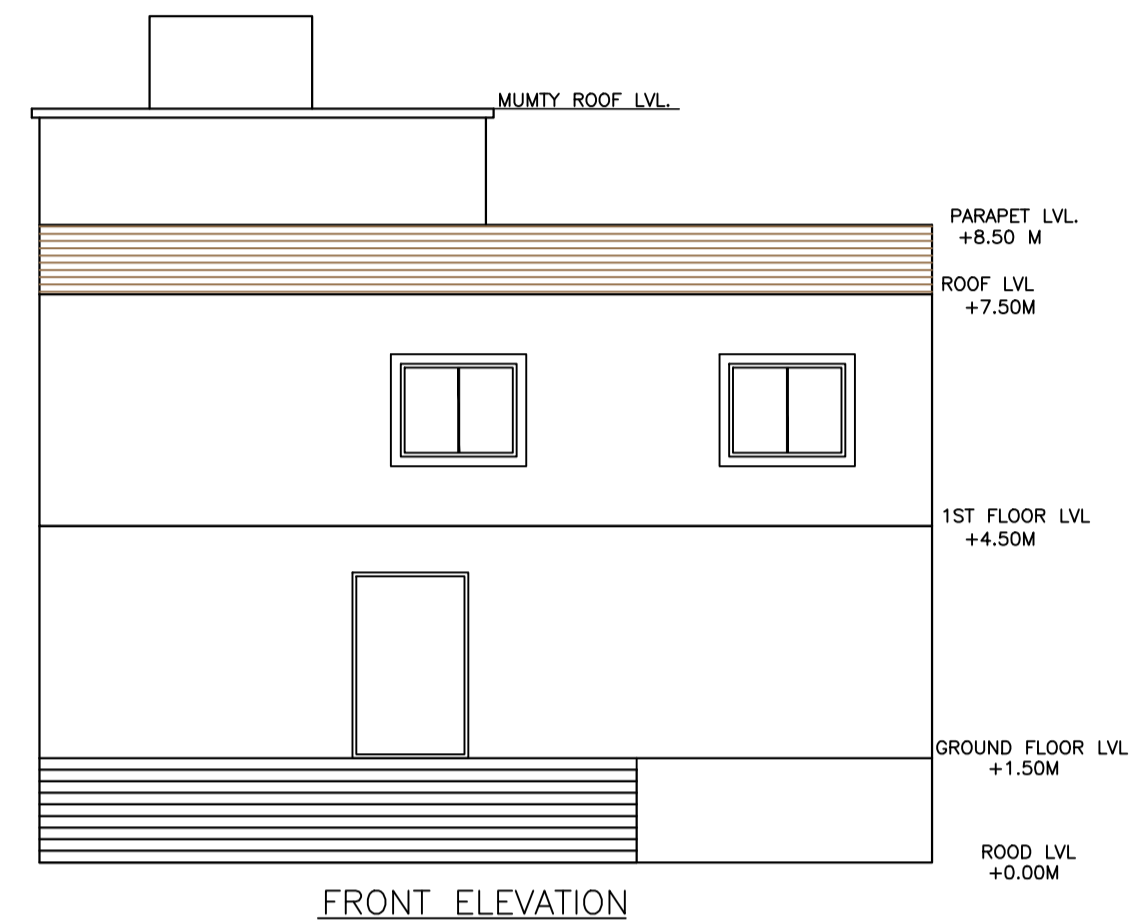 MUMTY ROOF LVL.
PARAPET LVL.
+8.50 M
ROOF LVL
+7.50M
1ST FLOOR LVL
+4.50M
GROUND FLOOR LVL
+1.50M
ROOD LVL
+0.00M
FRONT ELEVATION